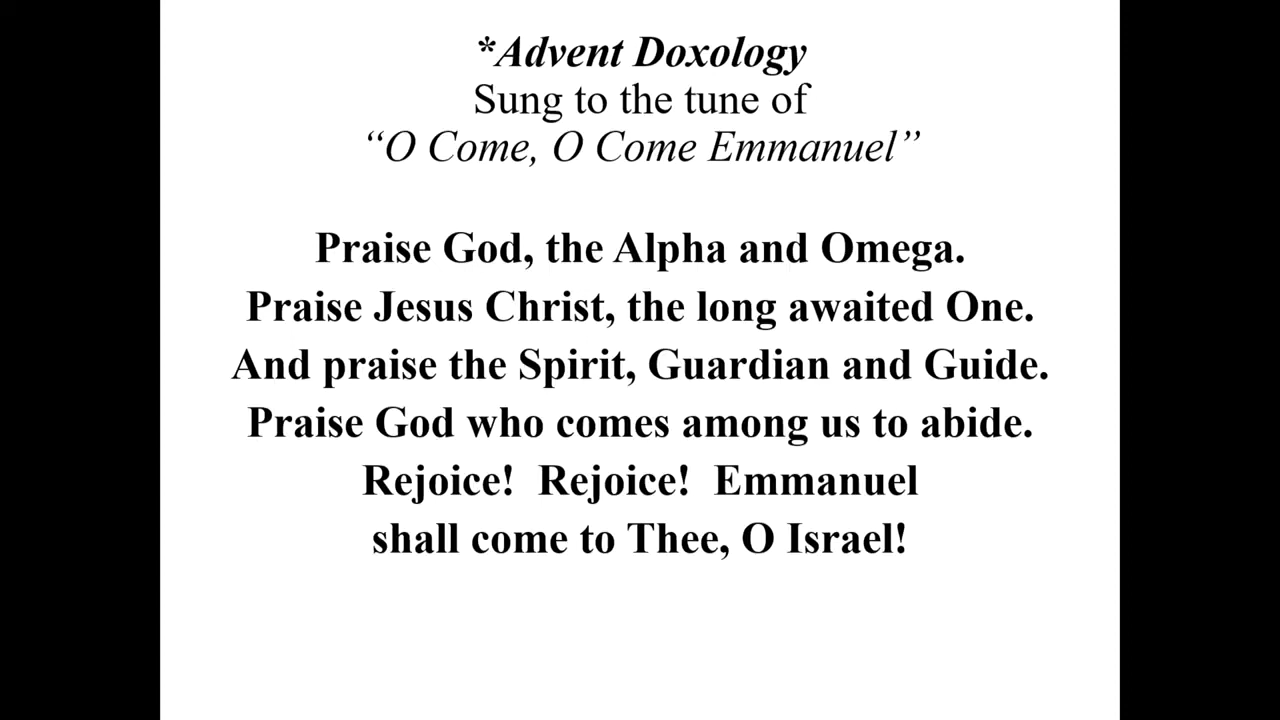 *Advent Doxology
Sung to the tune of
“O Come, O Come Emmanuel”
Praise God, the Alpha and Omega.
Praise Jesus Christ, the long awaited One.
And praise the Spirit, Guardian and Guide.
Praise God who comes among us to abide.
Rejoice!  Rejoice!  Emmanuel
shall come to Thee, O Israel!